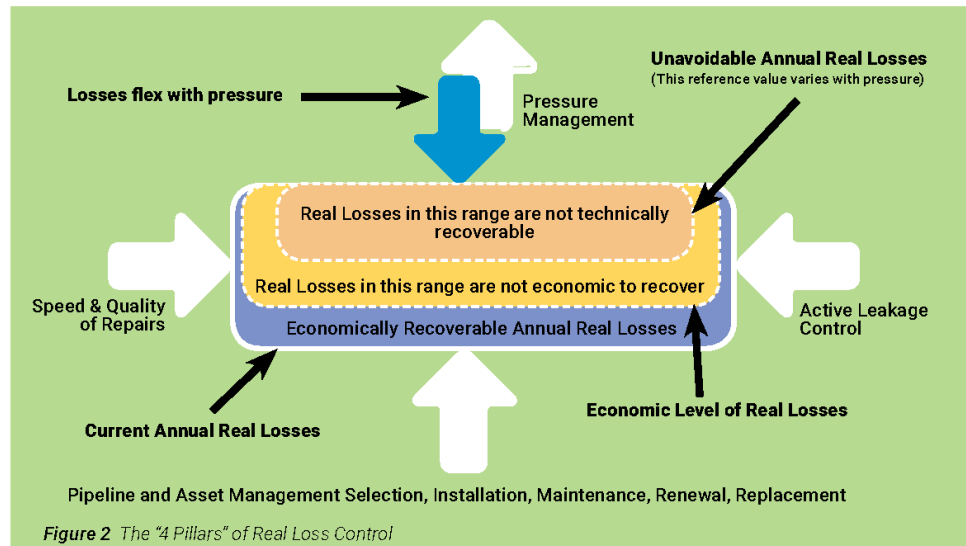 Unavoidable Annual Real Losses
(This reference value varies with pressure)
Losses flex with pressure
Pressure
Management
Real Losses in this range are not technically
recoverable
Real Losses in this range are not economic to recover
Speed & Quality
of Repairs
Active Leakage
Control
Economically Recoverable Annual Real Losses
Economic Level of Real Losses
Current Annual Real Losses
Pipeline and Asset Management Selection, Installation, Maintenance, Renewal, Replacement
Figure 2 The “4 Pillars” of Real Loss Control